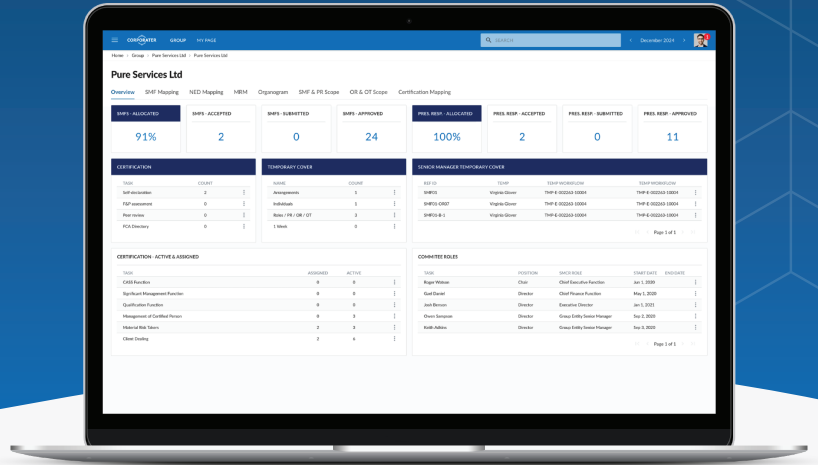 CORPORATER GROUP MY PAGE SEARCH December 2024
Home > Group > Pure Services Ltd > Pure Services Ltd
Pure Services Ltd
Overview SMF Mapping NED Mapping MRM Organogram SMF & PR Scope OR & OT Scope Certification Mapping
SMFS - ALLOCATED SMFS - ACCEPTED SMFS - SUBMITTED SMFS - APPROVED PRES. RESP. - ALLOCATED PRES. RESP. - ACCEPTED PRES. RESP. - SUBMITTED PRES. RESP. - APPROVED
91% 2 0 24 100% 2 0 11
CERTIFICATION TEMPORARY COVER SENIOR MANAGER TEMPORARY COVER
TASK COUNT NAME COUNT REF ID TEMP TEMP WORKFLOW TEMP WORKFLOW
Self-declaration 2 Arrangements SMF01 Virginia Glover TMP-E-002263-10004 TMP-E-002263-10004
F&P assessment 0 Individuals SMF03-CR07 Virginia Glover TMP-E-002263-10004 TMP-E-002263-10004
Peer review 0 Roles / PR / OR / OT 3 SMF03-B-1 Virginia Glover TMP-E-002263-10004 TMP-E-002263-10004
FCA Directory 0 1 Week 0 Page 1 of 1
CERTIFICATION - ACTIVE & ASSIGNED COMMITEE ROLES
TASK ASSIGNED ACTIVE TASK POSITION SMCR ROLE START DATE END DATE
CASS Function 0 0 Roger Watson Chair Chief Executive Function Jan 1, 2020
Significant Management Function 0 0 Gail Daniel Director Chief Finance Function May 1, 2020
Qualification Function 0 0 Josh Benson Director Executive Director Jan 1, 2021
Management of Certified Person 0 3 Owen Sampson Director Group Entity Senior Manager Sep 2, 2020
Material Risk Takers 2 3 Keith Adkins Director Group Entity Senior Manager Sep 3, 2020
Client Dealing 2 6 Page 1 of 1